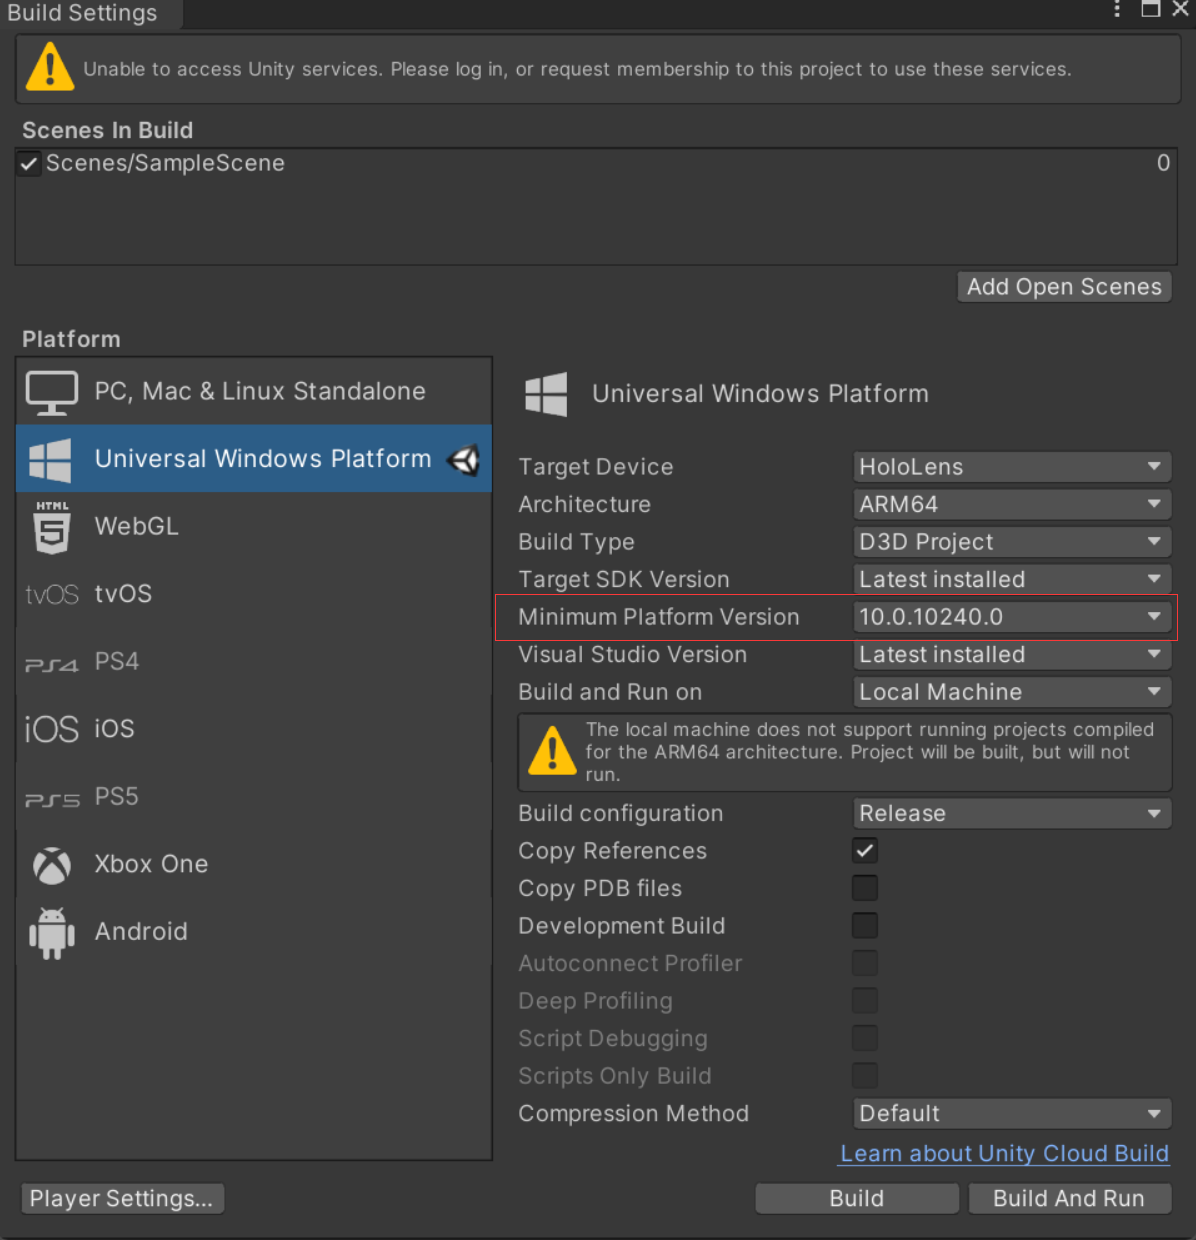 Build Settings
Unable to access Unity services. Please log in, or request membership to this project to use these services.
Scenes In Build
Scenes/SampleScene 0
Add Open Scenes
Platform
PC, Mac & Linux Standalone
Universal Windows Platform
HTML
5
WebGL
tvOS tvOS
PS4 PS4
iOS iOS
PS5 PS5
Xbox One
Android
Universal Windows Platform
Target Device HoloLens
Architecture ARM64
Build Type D3D Project
Target SDK Version Latest installed
Minimum Platform Version 10.0.10240.0
Visual Studio Version Latest installed
Build and Run on Local Machine
The local machine does not support running projects compiled
for the ARM64 architecture. Project will be built, but will not
run.
Build configuration Release
Copy References
Copy PDB files
Development Build
Autoconnect Profiler
Deep Profiling
Script Debugging
Scripts Only Build
Compression Method Default
Learn about Unity Cloud Build
Player Settings... Build Build And Run